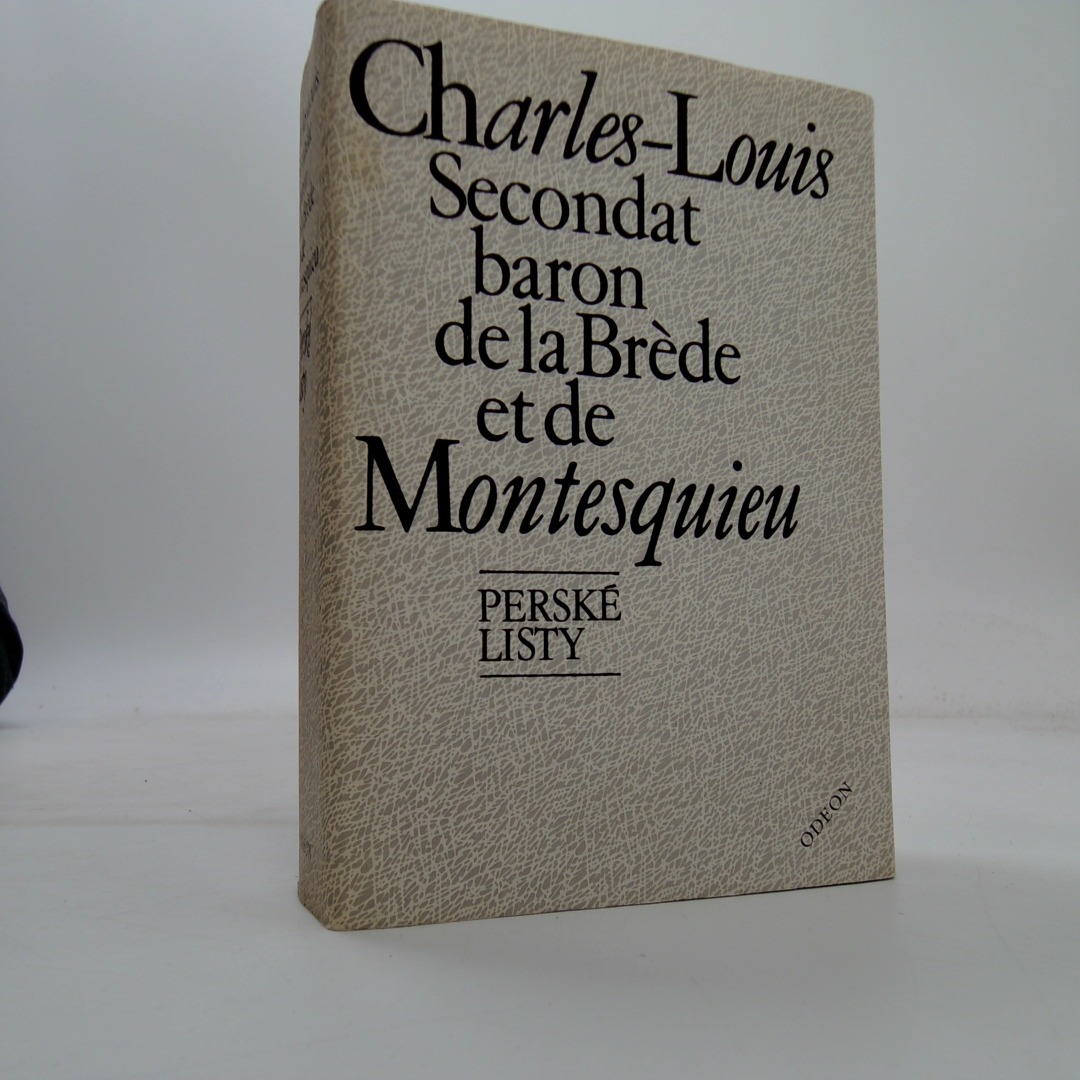 Charles-Louis
Secondat
baron
de la Brède
et de
Montesquieu
PERSKÉ
LISTY
ODEON